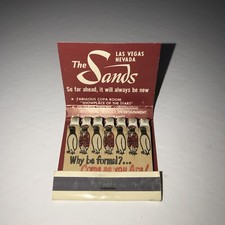 The Sands
LAS VEGAS
NEVADA
So far ahead, it will always be new
★ FABULOUS COPA ROOM
"SHOWPLACE OF THE STARS"
ENTERTAINMENT
Why be formal?...
Come as you are!